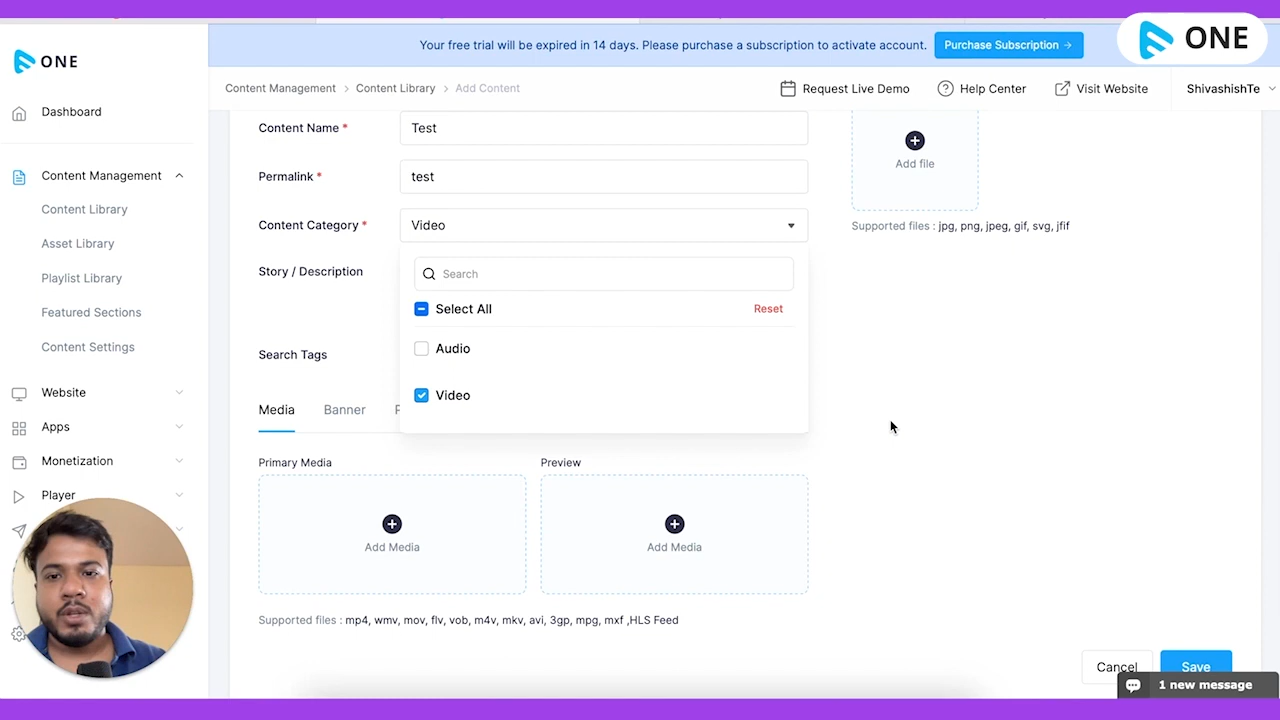 Your free trial will be expired in 14 days. Please purchase a subscription to activate account.
Purchase Subscription →
ONE
ONE
Content Management > Content Library > Add Content
Request Live Demo
Help Center
Visit Website
ShivashishTe
Dashboard
Content Management
Content Library
Asset Library
Playlist Library
Featured Sections
Content Settings
Website
Apps
Monetization
Player
Content Name *
Test
Permalink *
test
Content Category *
Video
Story / Description
Search
Select All
Reset
Audio
Video
Search Tags
Add file
Supported files : jpg, png, jpeg, gif, svg, jfif
Media
Banner
Primary Media
Preview
Add Media
Add Media
Supported files : mp4, wmv, mov, flv, vob, m4v, mkv, avi, 3gp, mpg, mxf ,HLS Feed
Cancel
Save
1 new message